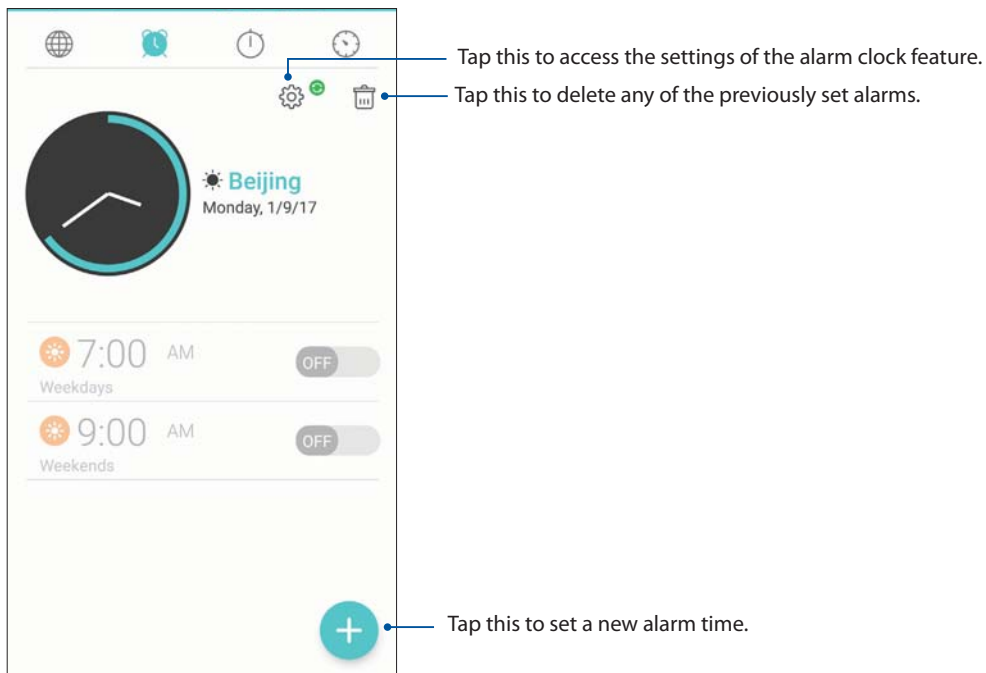 Tap this to access the settings of the alarm clock feature.
Tap this to delete any of the previously set alarms.
Beijing
Monday, 1/9/17
7:00 AM
OFF
Weekdays
9:00 AM
OFF
Weekends
Tap this to set a new alarm time.